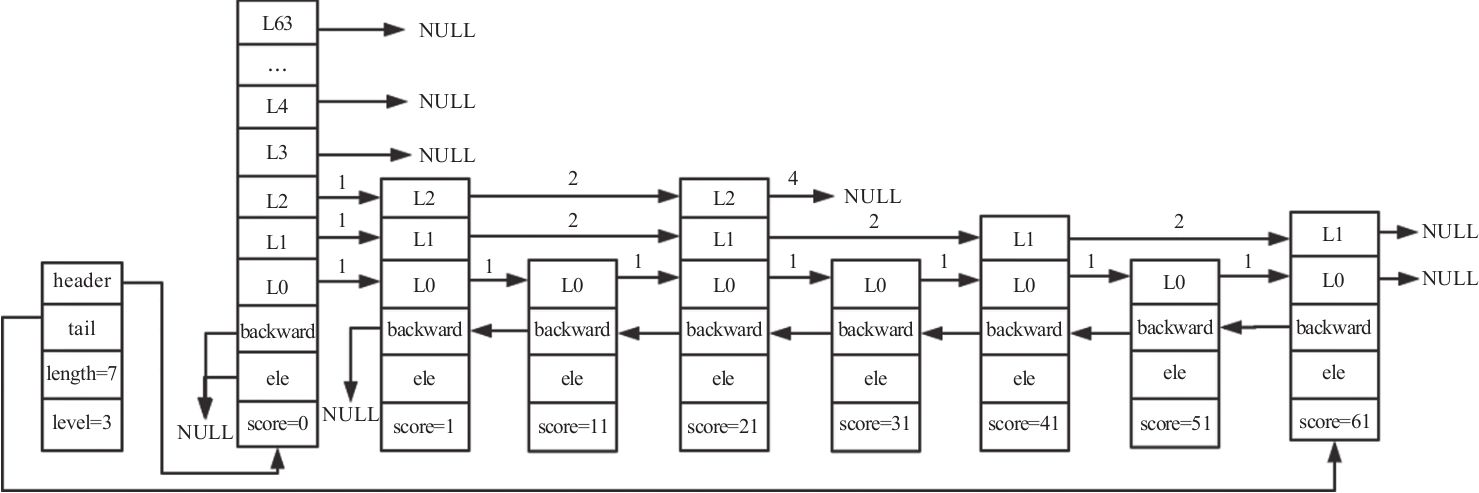 L63 NULL
...
L4 NULL
L3 NULL
L2 1 L2 2 L2 4 NULL
L1 1 L1 2 L1 2 L1 2 L1 NULL
L0 1 L0 1 L0 1 L0 1 L0 1 L0 1 L0 1 L0 NULL
header
tail backward backward backward backward backward backward backward backward
length=7 ele ele ele ele ele ele ele ele
level=3 NULL score=0 NULL score=1 score=11 score=21 score=31 score=41 score=51 score=61